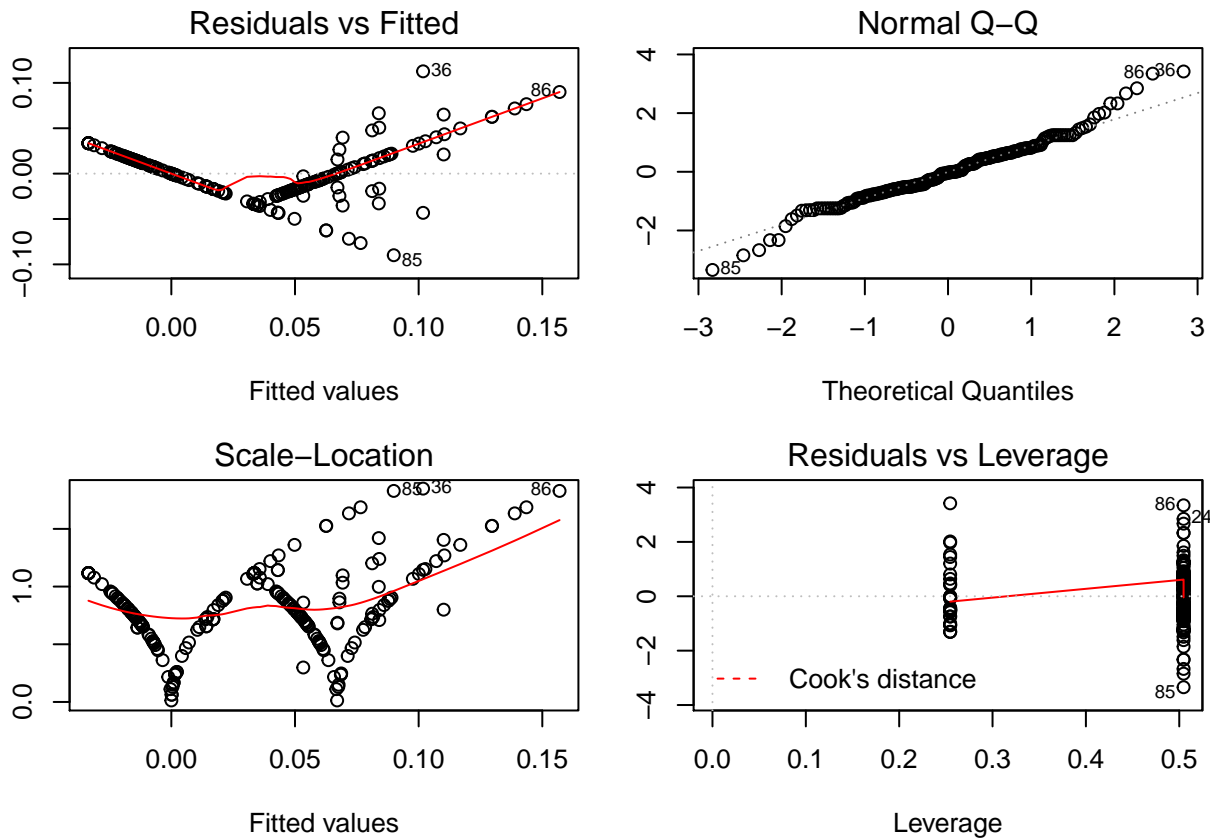 Residuals vs Fitted
0.10
0.00
−0.10
36
86
85
0.00 0.05 0.10 0.15
Fitted values
Normal Q−Q
4
2
0
−2
86 36
85
−3 −2 −1 0 1 2 3
Theoretical Quantiles
Scale−Location
1.0
0.0
85 36
86
0.00 0.05 0.10 0.15
Fitted values
Residuals vs Leverage
4
2
0
−2
−4
86
24
Cook's distance
85
0.0 0.1 0.2 0.3 0.4 0.5
Leverage